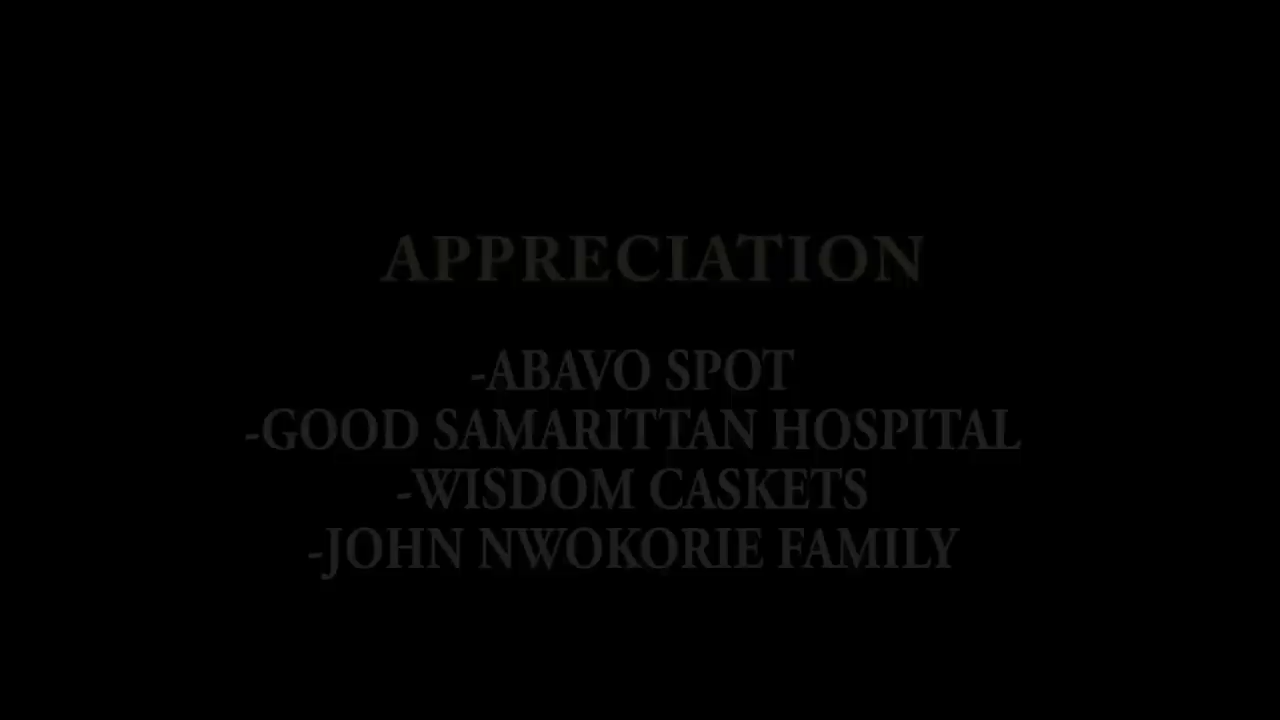 APPRECIATION
-ABAVO SPOT
-GOOD SAMARITTAN HOSPITAL
-WISDOM CASKETS
-JOHN NWOKORIE FAMILY